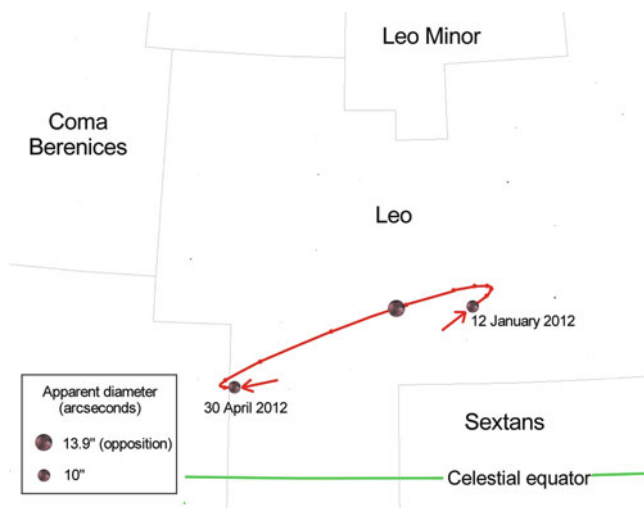 Leo Minor
Coma
Berenices
Leo
12 January 2012
Apparent diameter
(arcseconds)
13.9" (opposition)
10"
30 April 2012
Sextans
Celestial equator